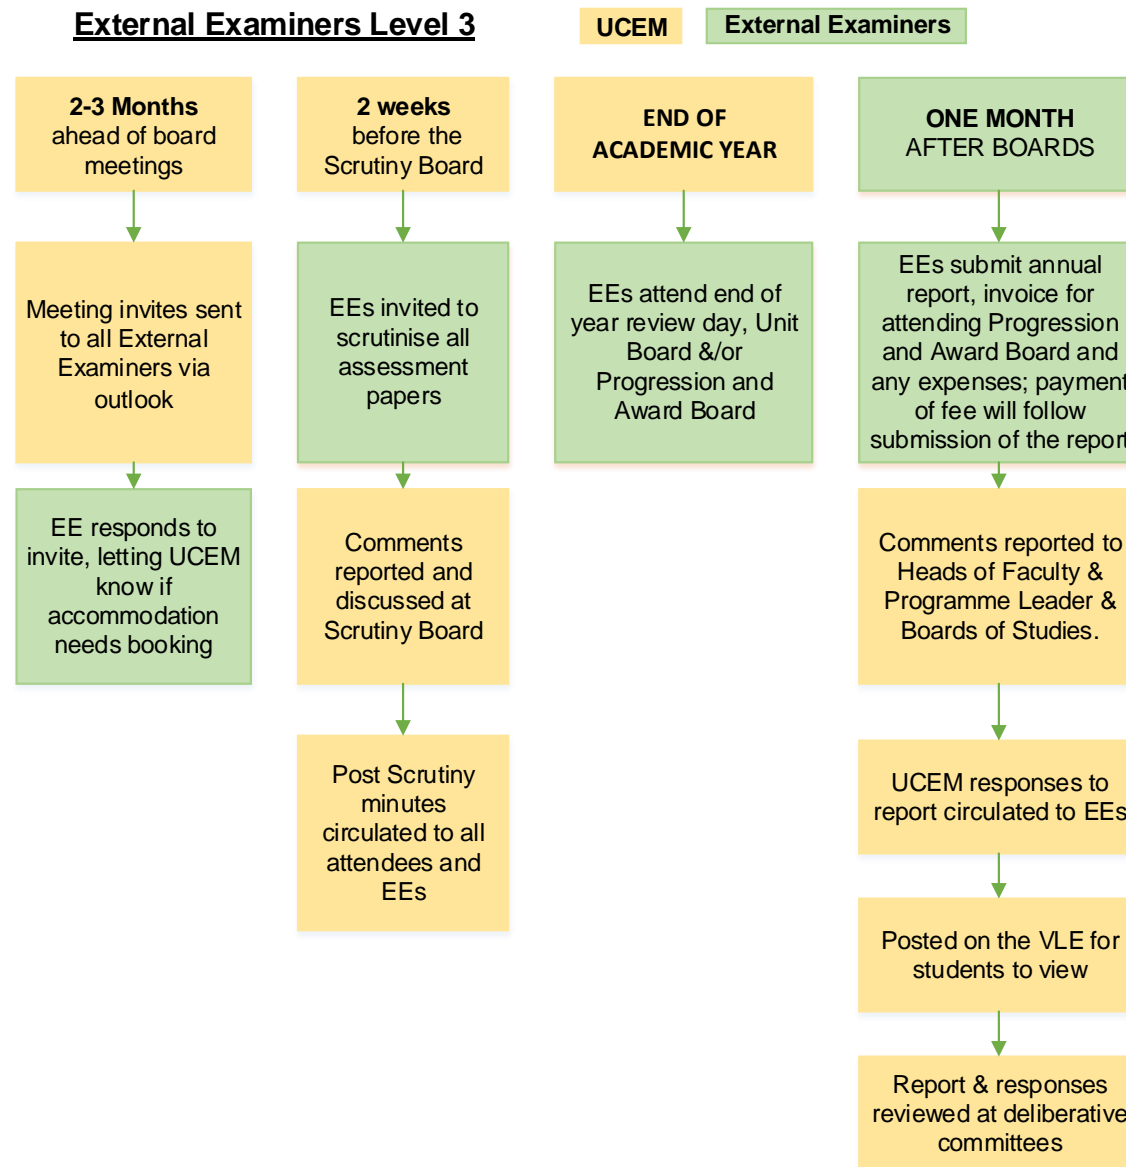 External Examiners Level 3
UCEM
External Examiners
2-3 Months
ahead of board
meetings
Meeting invites sent
to all External
Examiners via
outlook
EE responds to
invite, letting UCEM
know if
accommodation
needs booking
2 weeks
before the
Scrutiny Board
EEs invited to
scrutinise all
assessment
papers
Comments
reported and
discussed at
Scrutiny Board
Post Scrutiny
minutes
circulated to all
attendees and
EEs
END OF
ACADEMIC YEAR
EEs attend end of
year review day, Unit
Board &/or
Progression and
Award Board
ONE MONTH
AFTER BOARDS
EEs submit annual
report, invoice for
attending Progression
and Award Board and
any expenses; payment
of fee will follow
submission of the report
Comments reported to
Heads of Faculty &
Programme Leader &
Boards of Studies.
UCEM responses to
report circulated to EEs
Posted on the VLE for
students to view
Report & responses
reviewed at deliberative
committees